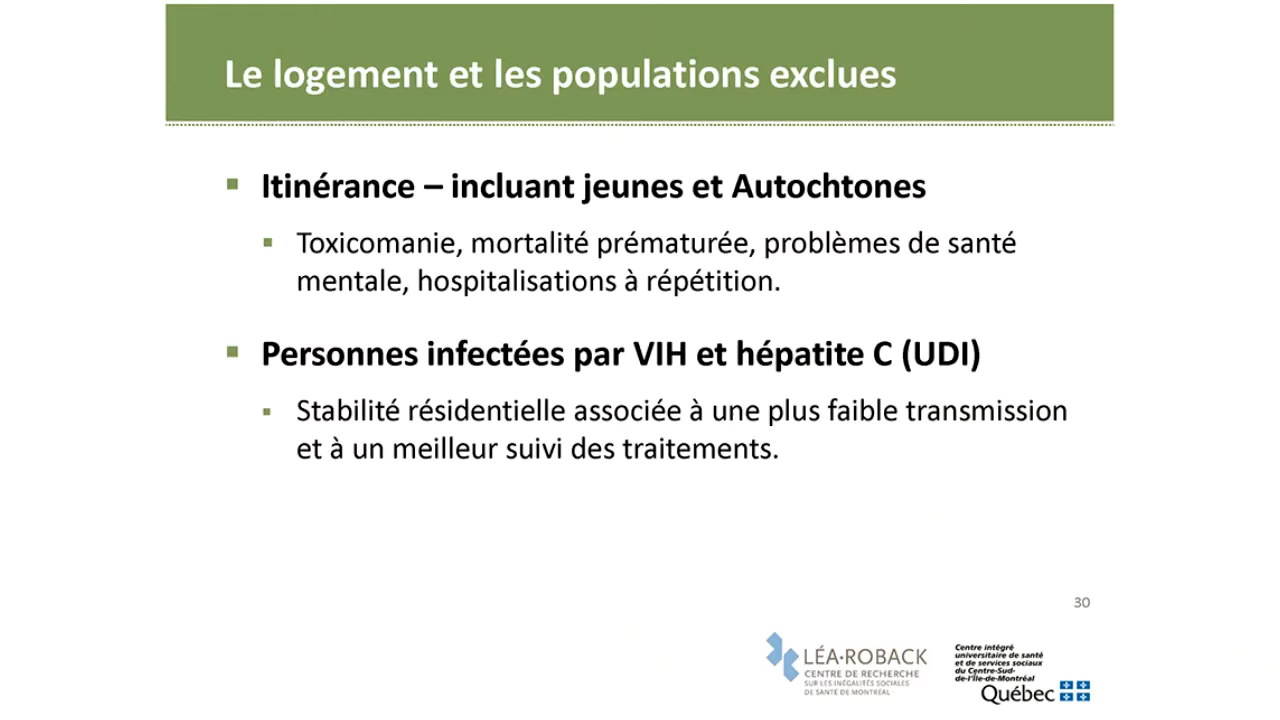 Le logement et les populations exclues
Itinérance – incluant jeunes et Autochtones
Toxicomanie, mortalité prématurée, problèmes de santé
mentale, hospitalisations à répétition.
Personnes infectées par VIH et hépatite C (UDI)
Stabilité résidentielle associée à une plus faible transmission
et à un meilleur suivi des traitements.
30
LÉA·ROBACK
CENTRE DE RECHERCHE
SUR LES INÉGALITÉS SOCIALES
DE SANTÉ DE MONTRÉAL
Centre intégré
universitaire de santé
et de services sociaux
du Centre-Sud-
de-l'Île-de-Montréal
Québec